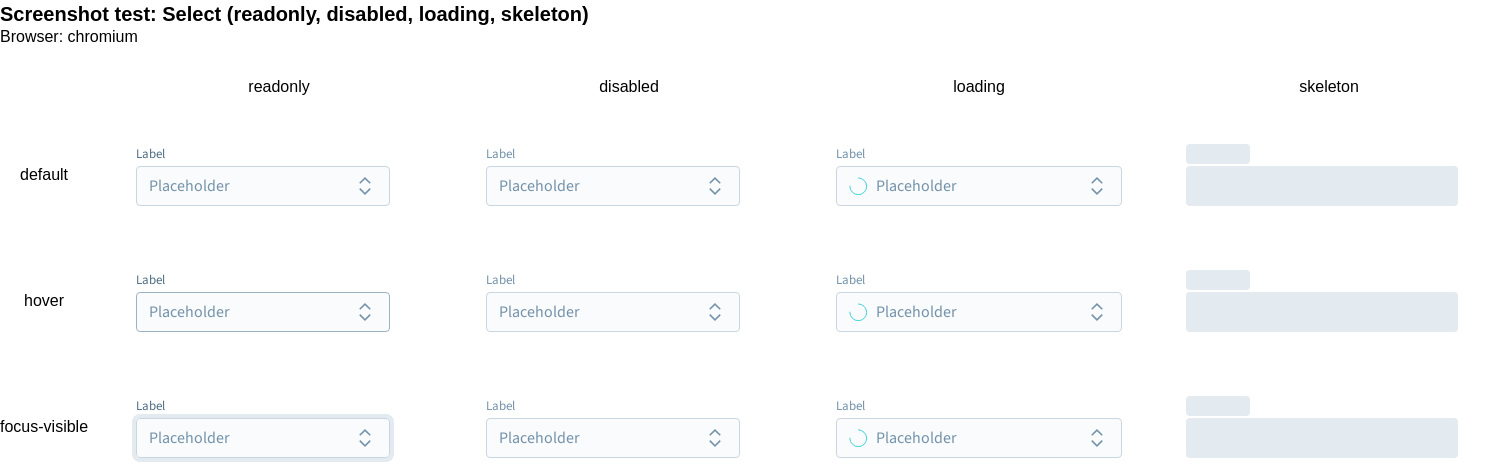 Screenshot test: Select (readonly, disabled, loading, skeleton)
Browser: chromium
readonly disabled loading skeleton
Label Label Label
default Placeholder Placeholder Placeholder
Label Label Label
hover Placeholder Placeholder Placeholder
Label Label Label
focus-visible Placeholder Placeholder Placeholder